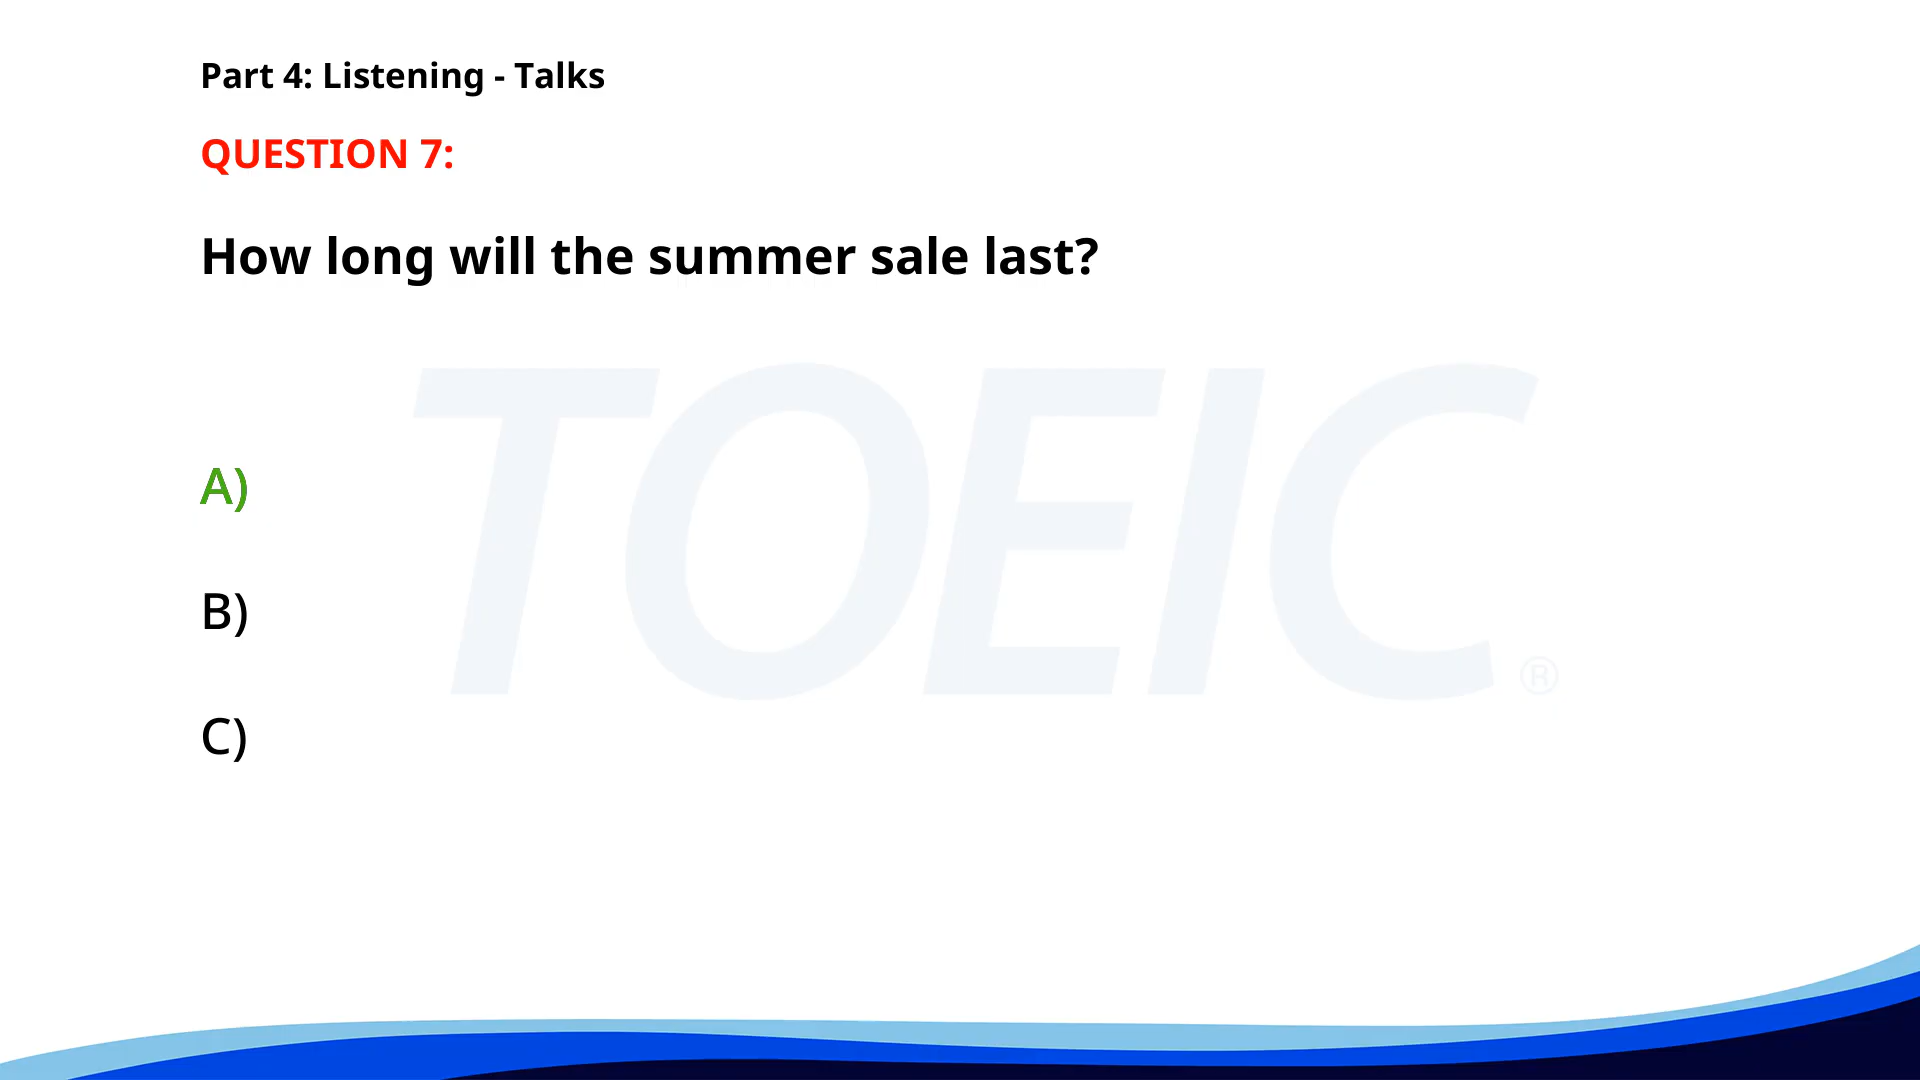 Part 4: Listening - Talks
QUESTION 7:
How long will the summer sale last?
TOEIC®
A)
B)
C)